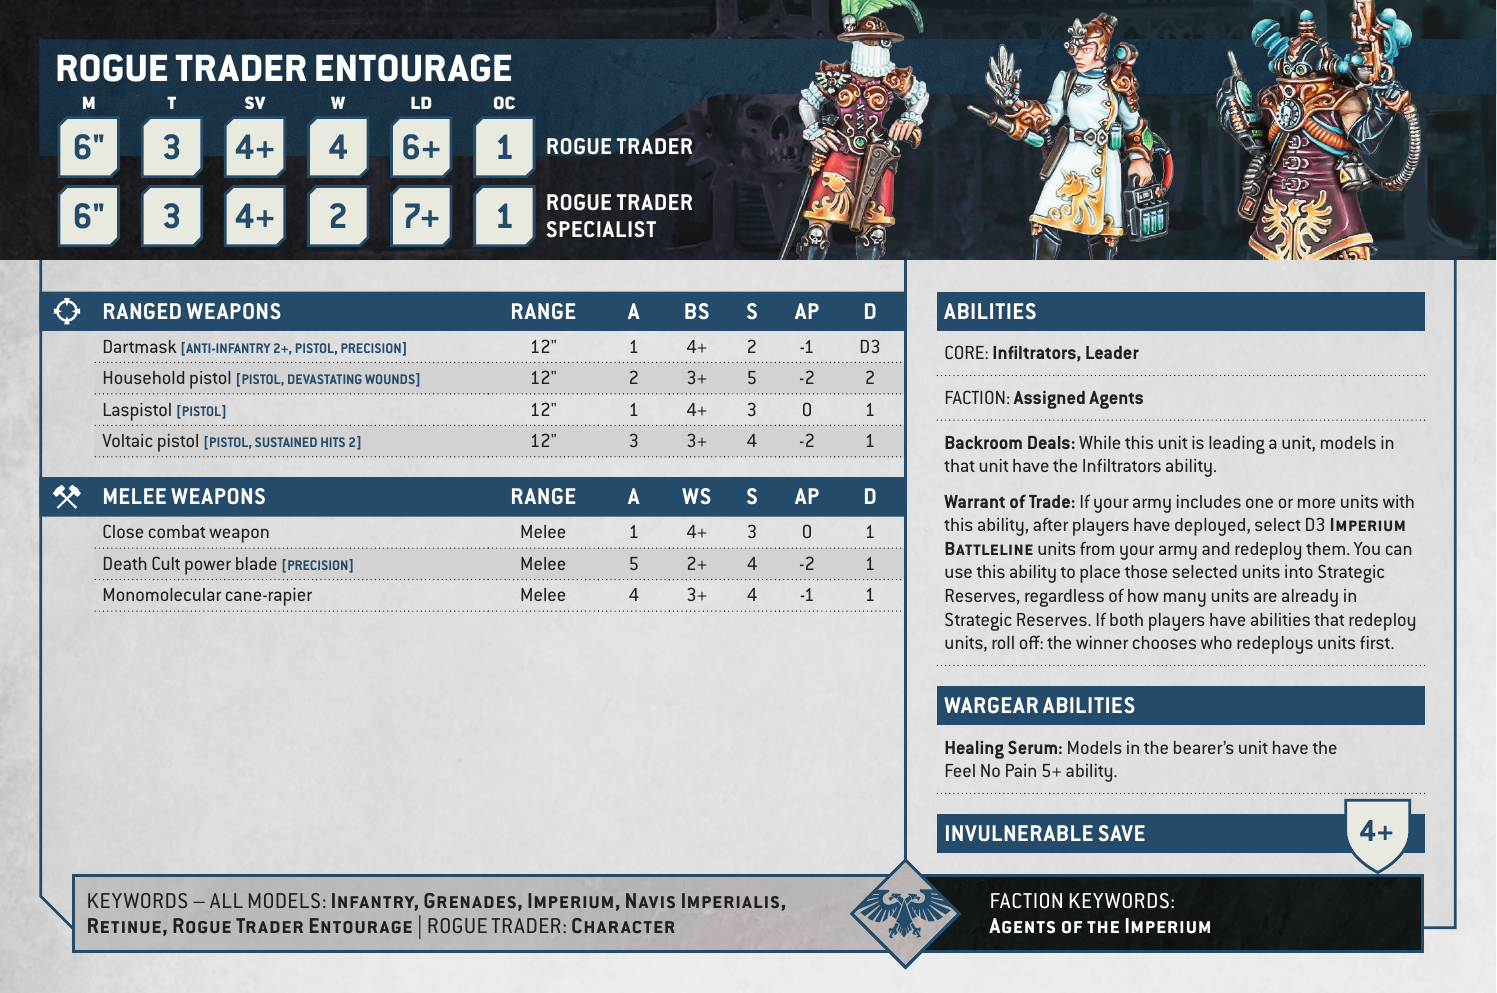 ROGUE TRADER ENTOURAGE
M T SV W LD OC
6" 3 4+ 4 6+ 1 ROGUE TRADER
6" 3 4+ 2 7+ 1 ROGUE TRADER
SPECIALIST
RANGED WEAPONS RANGE A BS S AP D
Dartmask [ANTI-INFANTRY 2+, PISTOL, PRECISION] 12" 1 4+ 2 -1 D3
Household pistol [PISTOL, DEVASTATING WOUNDS] 12" 2 3+ 5 -2 2
Laspistol [PISTOL] 12" 1 4+ 3 0 1
Voltaic pistol [PISTOL, SUSTAINED HITS 2] 12" 3 3+ 4 -2 1
MELEE WEAPONS RANGE A WS S AP D
Close combat weapon Melee 1 4+ 3 0 1
Death Cult power blade [PRECISION] Melee 5 2+ 4 -2 1
Monomolecular cane-rapier Melee 4 3+ 4 -1 1
ABILITIES
CORE: Infiltrators, Leader
FACTION: Assigned Agents
Backroom Deals: While this unit is leading a unit, models in
that unit have the Infiltrators ability.
Warrant of Trade: If your army includes one or more units with
this ability, after players have deployed, select D3 IMPERIUM
BATTLELINE units from your army and redeploy them. You can
use this ability to place those selected units into Strategic
Reserves, regardless of how many units are already in
Strategic Reserves. If both players have abilities that redeploy
units, roll off: the winner chooses who redeploys units first.
WARGEAR ABILITIES
Healing Serum: Models in the bearer's unit have the
Feel No Pain 5+ ability.
INVULNERABLE SAVE 4+
KEYWORDS – ALL MODELS: INFANTRY, GRENADES, IMPERIUM, NAVIS IMPERIALIS,
RETINUE, ROGUE TRADER ENTOURAGE | ROGUE TRADER: CHARACTER
FACTION KEYWORDS:
AGENTS OF THE IMPERIUM